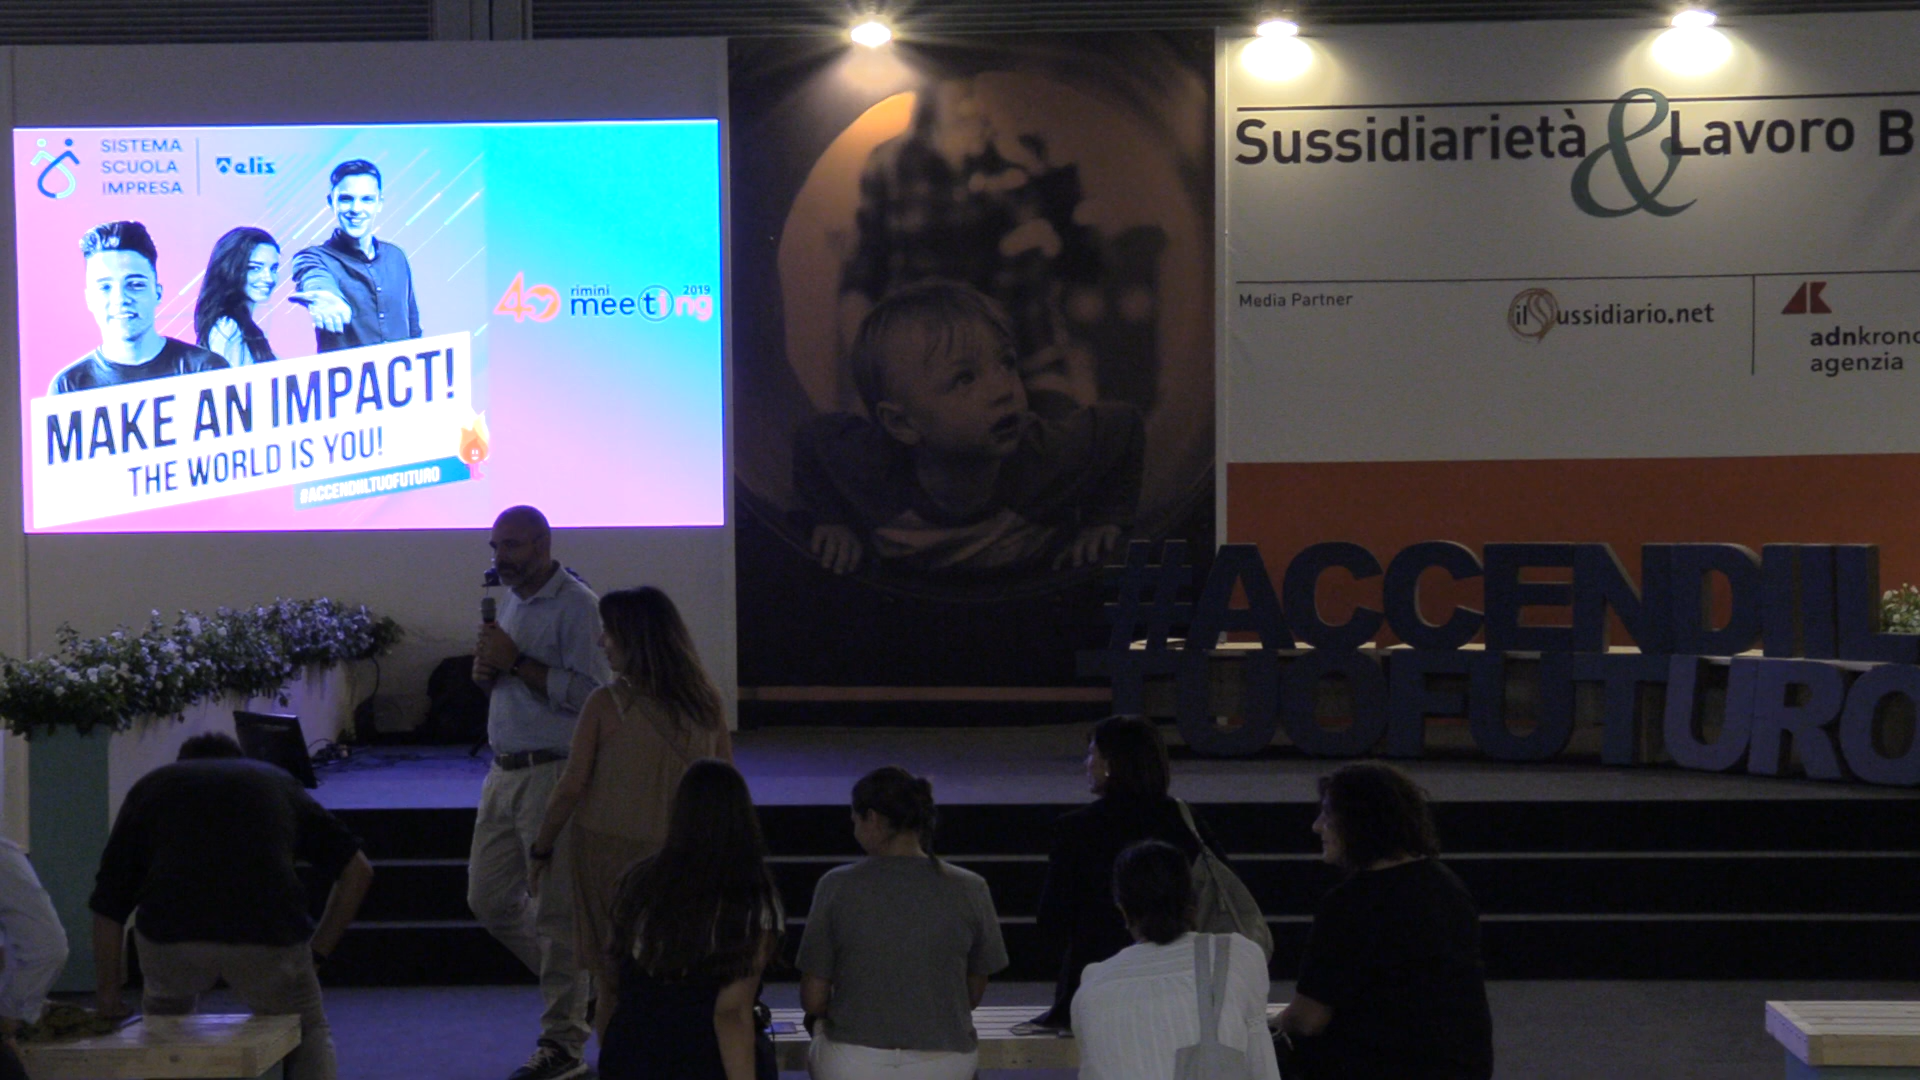 SISTEMA
SCUOLA
IMPRESA
elis
MAKE AN IMPACT!
THE WORLD IS YOU!
#ACCENDIILTUOFUTURO
40 rimini 2019
meeting
Sussidiarietà & Lavoro B
Media Partner
ilSussidiario.net
adnkrono
agenzia
#ACCENDIIL
TUOFUTURO